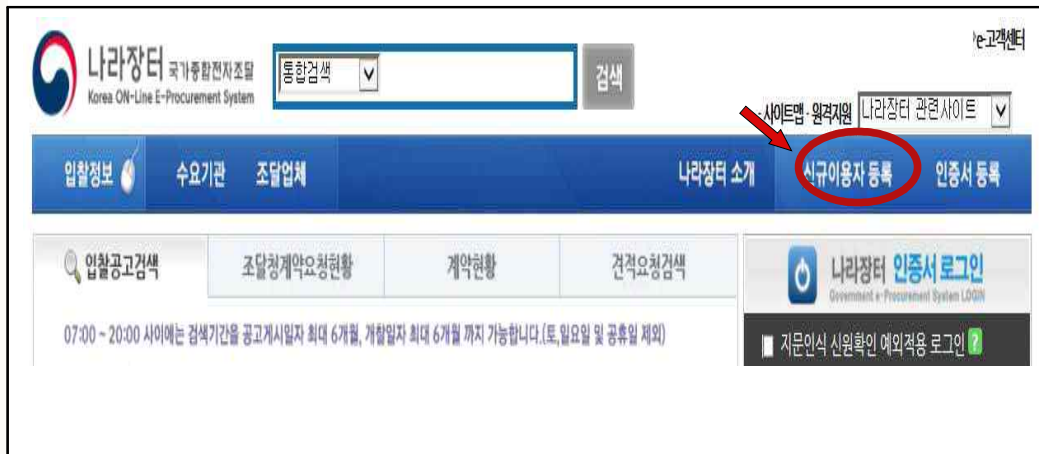 e-고객센터
나라장터 국가종합전자조달
Korea ON-Line E-Procurement System
통합검색
검색
· 사이트맵 · 원격지원 나라장터 관련사이트
입찰정보 수요기관 조달업체 나라장터 소개 신규이용자 등록 인증서 등록
입찰공고검색 조달청계약요청현황 계약현황 견적요청검색
나라장터 인증서 로그인
Government e-Procurement System LOGIN
07:00 ~ 20:00 사이에는 검색기간을 공고게시일자 최대 6개월, 개찰일자 최대 6개월 까지 가능합니다.(토,일요일 및 공휴일 제외)
지문인식 신원확인 예외적용 로그인 ?